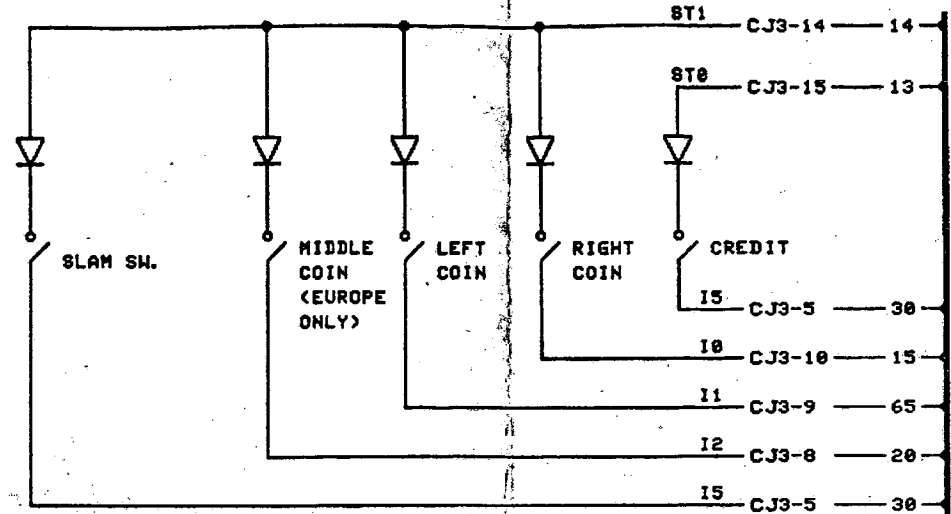 ST1 CJ3-14 14
ST0 CJ3-15 13
SLAM SW.
MIDDLE
COIN
(EUROPE
ONLY)
LEFT
COIN
RIGHT
COIN
CREDIT
I5 CJ3-5 30
I0 CJ3-10 15
I1 CJ3-9 65
I2 CJ3-8 20
I5 CJ3-5 30